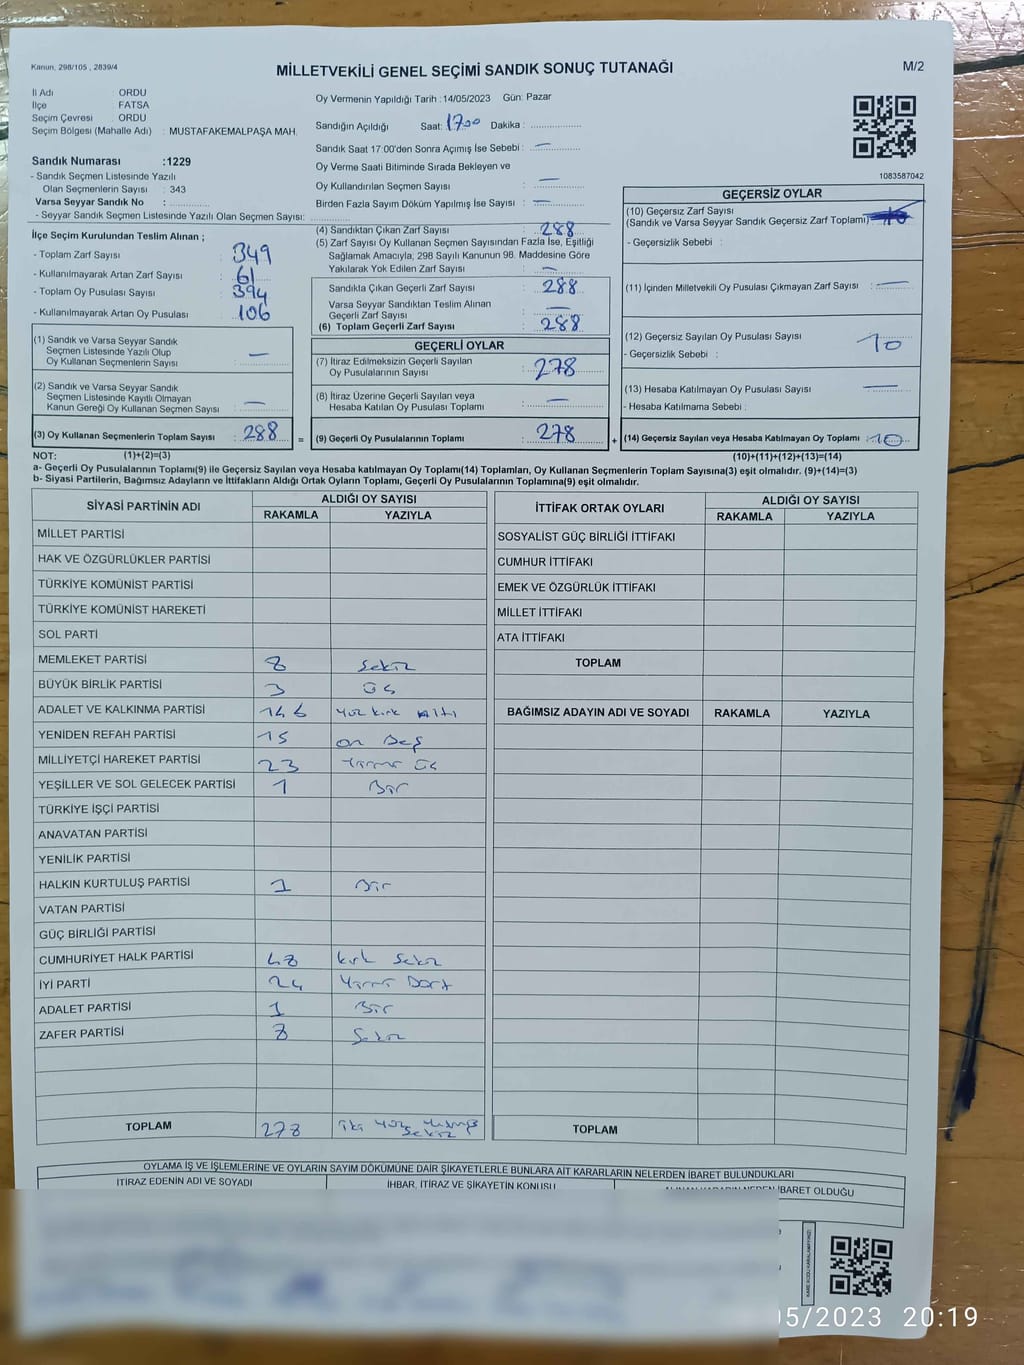 Kanun, 298/105 , 2839/4
MİLLETVEKİLİ GENEL SEÇİMİ SANDIK SONUÇ TUTANAĞI
M/2
İl Adı : ORDU
İlçe : FATSA
Seçim Çevresi : ORDU
Seçim Bölgesi (Mahalle Adı) : MUSTAFAKEMALPAŞA MAH.
Sandık Numarası :1229
- Sandık Seçmen Listesinde Yazılı
Olan Seçmenlerin Sayısı : 343
Varsa Seyyar Sandık No :
- Seyyar Sandık Seçmen Listesinde Yazılı Olan Seçmen Sayısı:
Oy Vermenin Yapıldığı Tarih :14/05/2023 Gün: Pazar
Sandığın Açıldığı Saat: 17:00 Dakika :
Sandık Saat 17:00'den Sonra Açımış İse Sebebi : —
Oy Verme Saati Bitiminde Sırada Bekleyen ve
Oy Kullandırılan Seçmen Sayısı : —
Birden Fazla Sayım Döküm Yapılmış İse Sayısı : —
1083587042
İlçe Seçim Kurulundan Teslim Alınan ;
- Toplam Zarf Sayısı : 349
- Kullanılmayarak Artan Zarf Sayısı : 61
- Toplam Oy Pusulası Sayısı : 394
- Kullanılmayarak Artan Oy Pusulası : 106
(1) Sandık ve Varsa Seyyar Sandık
Seçmen Listesinde Yazılı Olup
Oy Kullanan Seçmenlerin Sayısı : —
(2) Sandık ve Varsa Seyyar Sandık
Seçmen Listesinde Kayıtlı Olmayan
Kanun Gereği Oy Kullanan Seçmen Sayısı : —
(3) Oy Kullanan Seçmenlerin Toplam Sayısı : 288 =
(4) Sandıktan Çıkan Zarf Sayısı : 288
(5) Zarf Sayısı Oy Kullanan Seçmen Sayısından Fazla İse, Eşitliği
Sağlamak Amacıyla, 298 Sayılı Kanunun 98. Maddesine Göre
Yakılarak Yok Edilen Zarf Sayısı : —
Sandıkla Çıkan Geçerli Zarf Sayısı : 288
Varsa Seyyar Sandıktan Teslim Alınan
Geçerli Zarf Sayısı : —
(6) Toplam Geçerli Zarf Sayısı : 288
GEÇERLİ OYLAR
(7) İtiraz Edilmeksizin Geçerli Sayılan
Oy Pusulalarının Sayısı : 278
(8) İtiraz Üzerine Geçerli Sayılan veya
Hesaba Katılan Oy Pusulası Toplamı : —
(9) Geçerli Oy Pusulalarının Toplamı : 278 +
GEÇERSİZ OYLAR
(10) Geçersiz Zarf Sayısı
(Sandık ve Varsa Seyyar Sandık Geçersiz Zarf Toplamı) :
- Geçersizlik Sebebi :
(11) İçinden Milletvekili Oy Pusulası Çıkmayan Zarf Sayısı : —
(12) Geçersiz Sayılan Oy Pusulası Sayısı : 10
- Geçersizlik Sebebi :
(13) Hesaba Katılmayan Oy Pusulası Sayısı : —
- Hesaba Katılmama Sebebi :
(14) Geçersiz Sayılan veya Hesaba Katılmayan Oy Toplamı : 10
NOT: (1)+(2)=(3) (10)+(11)+(12)+(13)=(14)
a- Geçerli Oy Pusulalarının Toplamı(9) ile Geçersiz Sayılan veya Hesaba katılmayan Oy Toplamı(14) Toplamları, Oy Kullanan Seçmenlerin Toplam Sayısına(3) eşit olmalıdır. (9)+(14)=(3)
b- Siyasi Partilerin, Bağımsız Adayların ve İttifakların Aldığı Ortak Oyların Toplamı, Geçerli Oy Pusulalarının Toplamına(9) eşit olmalıdır.
SİYASİ PARTİNİN ADI ALDIĞI OY SAYISI
RAKAMLA YAZIYLA
MİLLET PARTİSİ
HAK VE ÖZGÜRLÜKLER PARTİSİ
TÜRKİYE KOMÜNİST PARTİSİ
TÜRKİYE KOMÜNİST HAREKETİ
SOL PARTİ
MEMLEKET PARTİSİ 8 Sekiz
BÜYÜK BİRLİK PARTİSİ 3 Üç
ADALET VE KALKINMA PARTİSİ 146 Yüz kırk Altı
YENİDEN REFAH PARTİSİ 15 on Beş
MİLLİYETÇİ HAREKET PARTİSİ 23 Yirmi Üç
YEŞİLLER VE SOL GELECEK PARTİSİ 1 Bir
TÜRKİYE İŞÇİ PARTİSİ
ANAVATAN PARTİSİ
YENİLİK PARTİSİ
HALKIN KURTULUŞ PARTİSİ 1 Bir
VATAN PARTİSİ
GÜÇ BİRLİĞİ PARTİSİ
CUMHURİYET HALK PARTİSİ 48 kırk Sekiz
İYİ PARTİ 24 Yirmi Dört
ADALET PARTİSİ 1 Bir
ZAFER PARTİSİ 8 Sekiz
TOPLAM 278 iki Yüz Yetmiş
Sekiz
İTTİFAK ORTAK OYLARI ALDIĞI OY SAYISI
RAKAMLA YAZIYLA
SOSYALİST GÜÇ BİRLİĞİ İTTİFAKI
CUMHUR İTTİFAKI
EMEK VE ÖZGÜRLÜK İTTİFAKI
MİLLET İTTİFAKI
ATA İTTİFAKI
TOPLAM
BAĞIMSIZ ADAYIN ADI VE SOYADI RAKAMLA YAZIYLA
TOPLAM
OYLAMA İŞ VE İŞLEMLERİNE VE OYLARIN SAYIM DÖKÜMÜNE DAİR ŞİKAYETLERLE BUNLARA AİT KARARLARIN NELERDEN İBARET BULUNDUKLARI
İTİRAZ EDENİN ADI VE SOYADI İHBAR, İTİRAZ VE ŞİKAYETİN KONUSU ALINAN KARARIN NEDEN İBARET OLDUĞU
05/2023 20:19